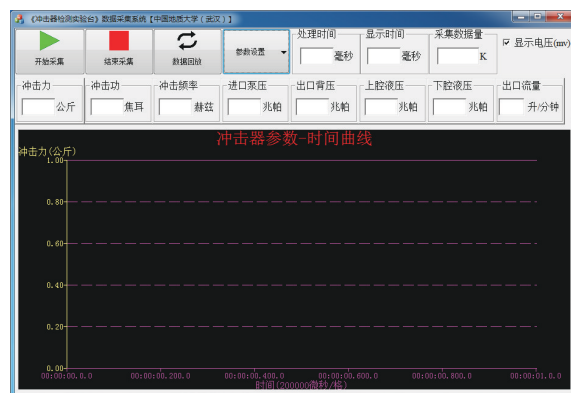 《冲击器检测实验台》数据采集系统【中国地质大学（武汉）】
开始采集 结束采集 数据回放 参数设置
处理时间 毫秒 显示时间 毫秒 采集数据量 K
显示电压(mv)
冲击力 公斤 冲击功 焦耳 冲击频率 赫兹 进口泵压 兆帕 出口背压 兆帕 上腔液压 兆帕 下腔液压 兆帕 出口流量 升/分钟
冲击器参数-时间曲线
冲击力(公斤)
1.00
0.80
0.60
0.40
0.20
0.00
00:00:00.0.0 00:00:00.200.0 00:00:00.400.0 00:00:00.600.0 00:00:00.800.0 00:00:01.0.0
时间(200000微秒/格)